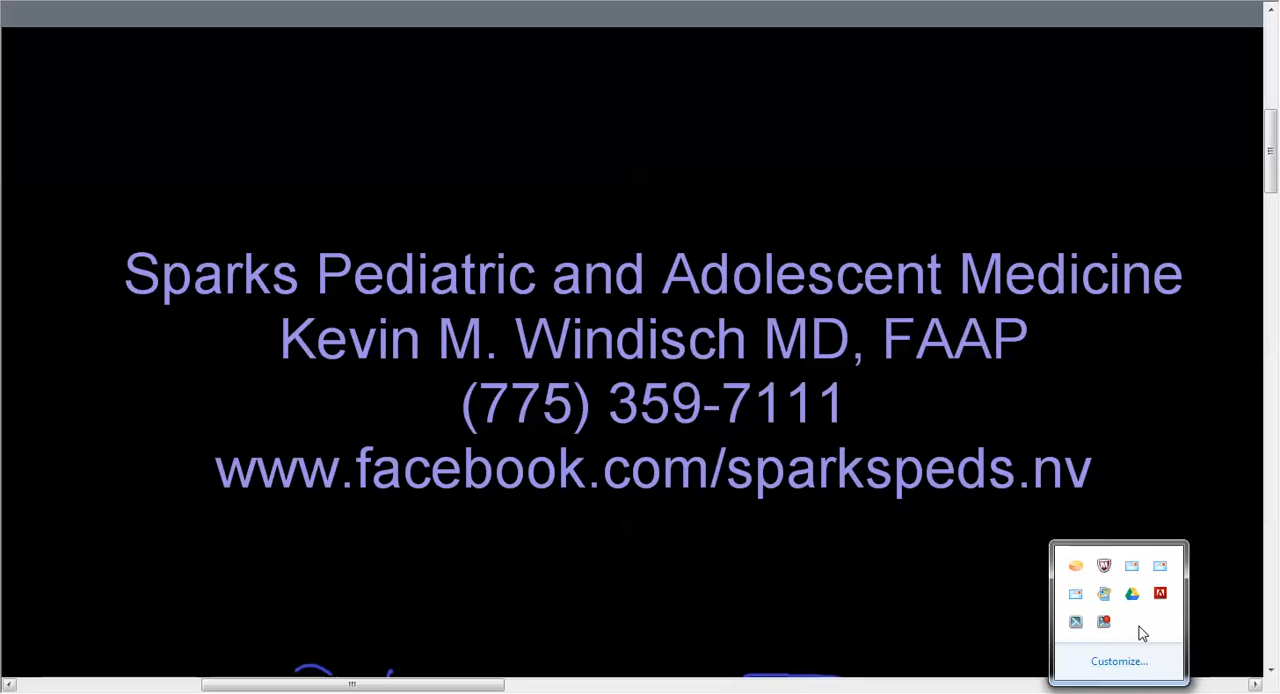 Sparks Pediatric and Adolescent Medicine
Kevin M. Windisch MD, FAAP
(775) 359-7111
www.facebook.com/sparkspeds.nv
Customize...